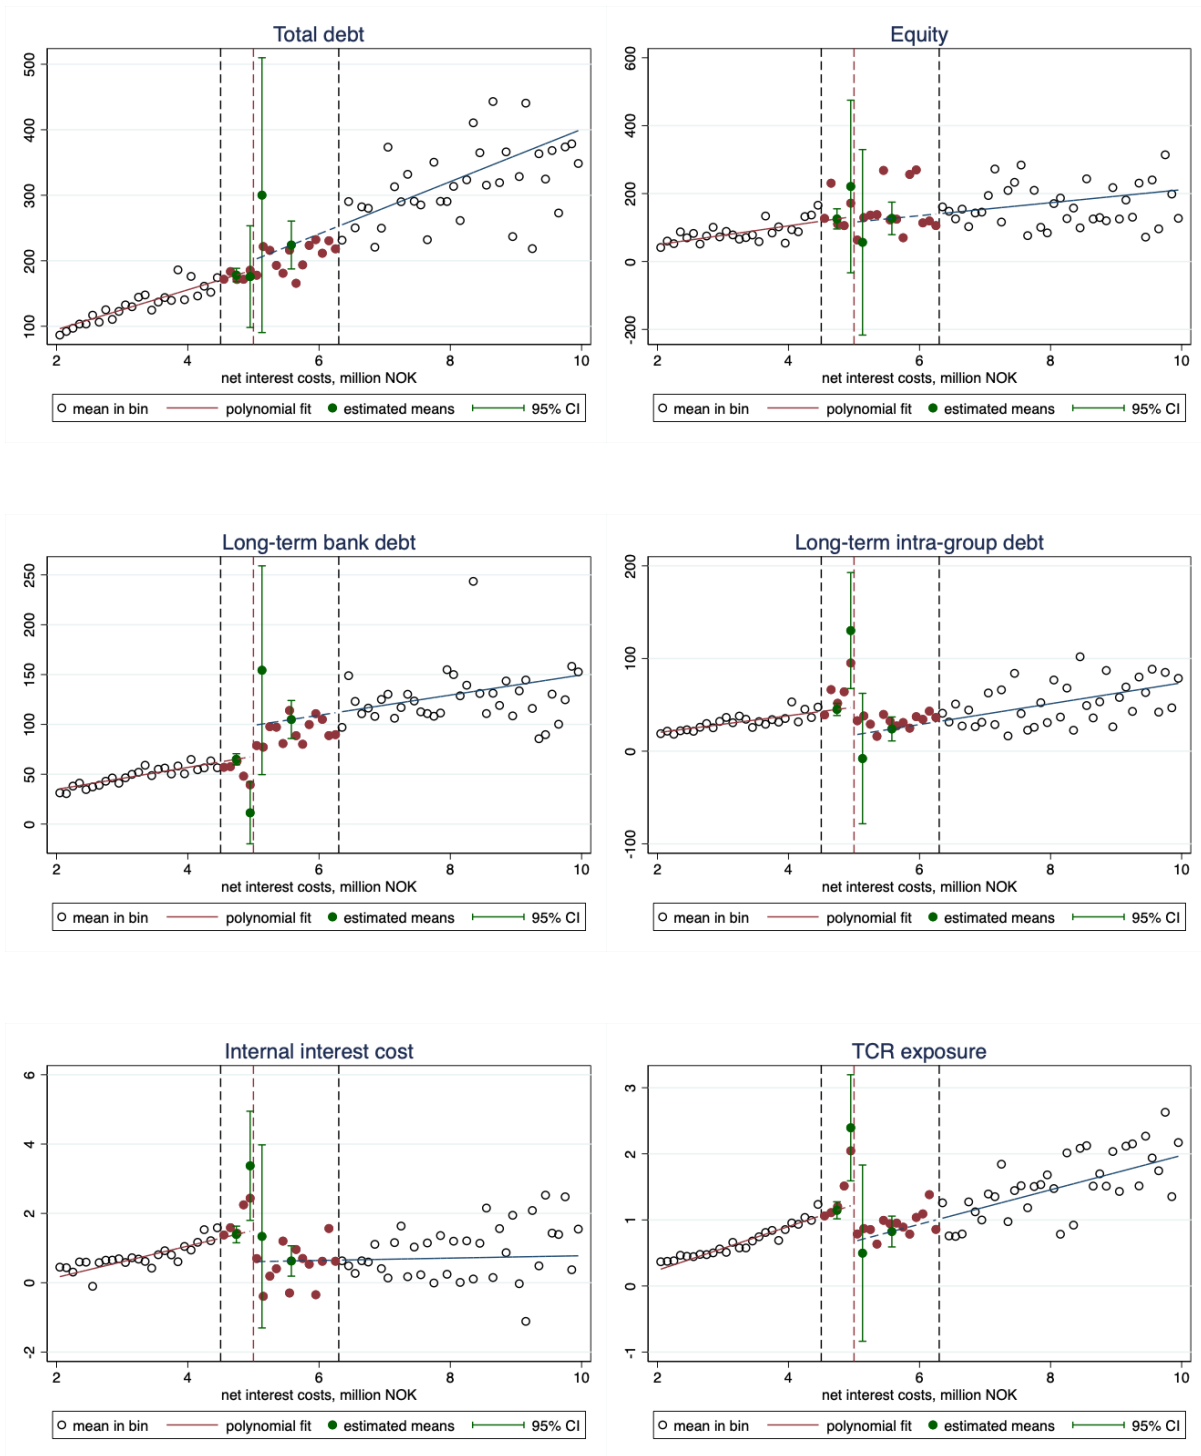 Total debt
500
400
300
200
100
2 4 6 8 10
net interest costs, million NOK
mean in bin polynomial fit estimated means 95% CI
Equity
600
400
200
0
-200
2 4 6 8 10
net interest costs, million NOK
mean in bin polynomial fit estimated means 95% CI
Long-term bank debt
250
200
150
100
50
0
2 4 6 8 10
net interest costs, million NOK
mean in bin polynomial fit estimated means 95% CI
Long-term intra-group debt
200
100
0
-100
2 4 6 8 10
net interest costs, million NOK
mean in bin polynomial fit estimated means 95% CI
Internal interest cost
6
4
2
0
-2
2 4 6 8 10
net interest costs, million NOK
mean in bin polynomial fit estimated means 95% CI
TCR exposure
3
2
1
0
-1
2 4 6 8 10
net interest costs, million NOK
mean in bin polynomial fit estimated means 95% CI